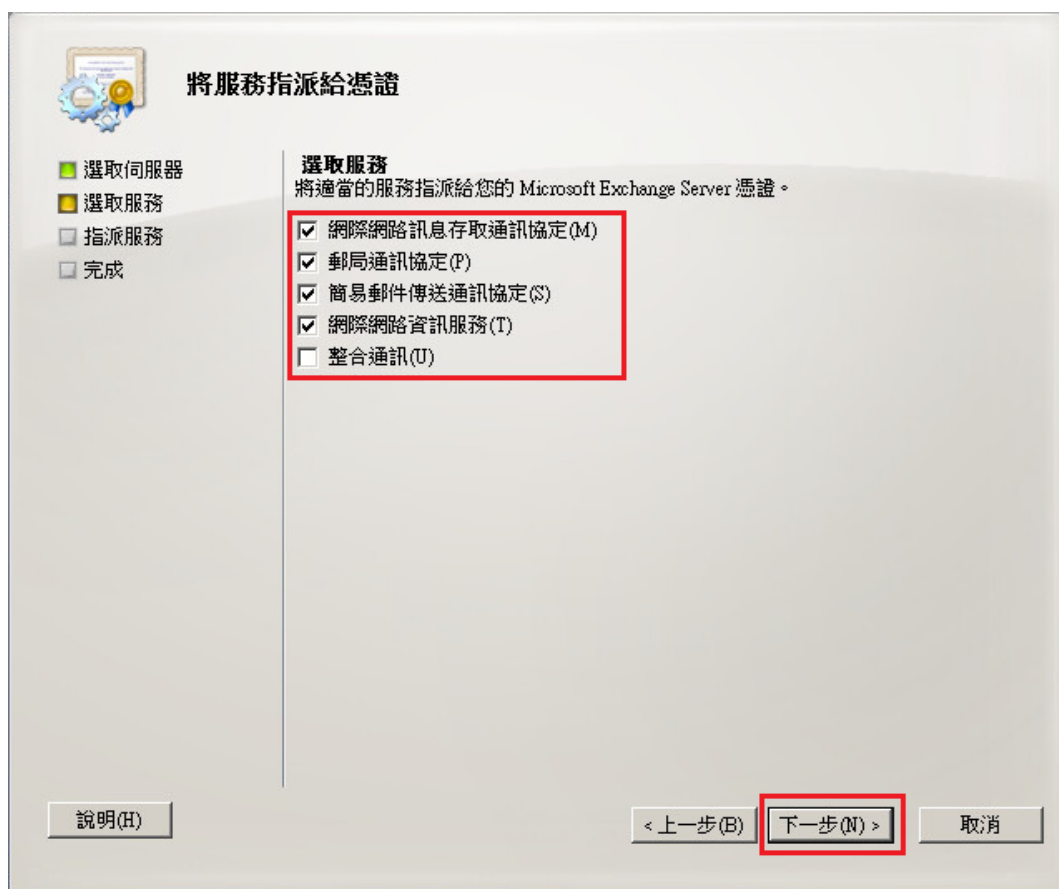 將服務指派給憑證
選取伺服器
選取服務
指派服務
完成
選取服務
將適當的服務指派給您的 Microsoft Exchange Server 憑證。
網際網路訊息存取通訊協定(M)
郵局通訊協定(P)
簡易郵件傳送通訊協定(S)
網際網路資訊服務(T)
整合通訊(U)
說明(H)
<上一步(B)
下一步(N) >
取消